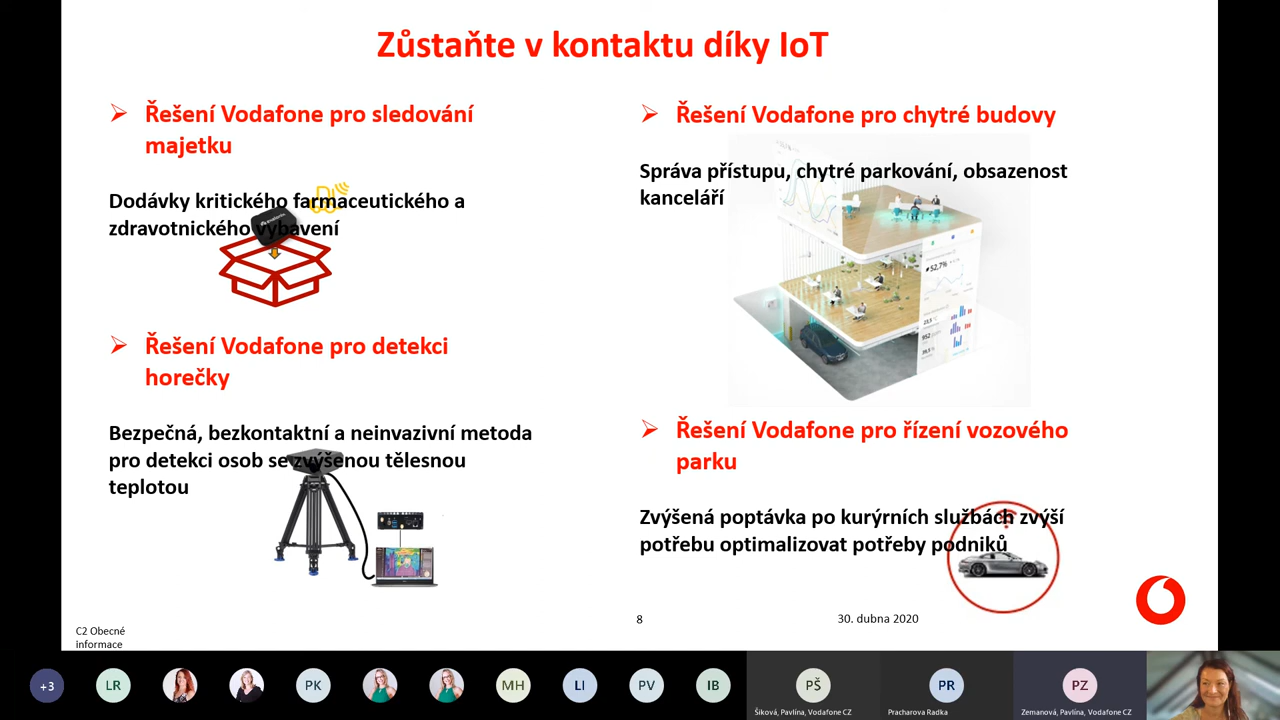 Zůstaňte v kontaktu díky IoT
Řešení Vodafone pro sledování
majetku
Dodávky kritického farmaceutického a
zdravotnického vybavení
Řešení Vodafone pro detekci
horečky
Bezpečná, bezkontaktní a neinvazivní metoda
pro detekci osob se zvýšenou tělesnou
teplotou
Řešení Vodafone pro chytré budovy
Správa přístupu, chytré parkování, obsazenost
kanceláří
52,7%
Řešení Vodafone pro řízení vozového
parku
Zvýšená poptávka po kurýrních službách zvýší
potřebu optimalizovat potřeby podniků
C2 Obecné
informace
8
30. dubna 2020
+3
LR
PK
MH
LI
PV
IB
PŠ
Šiková, Pavlína, Vodafone CZ
PR
Pracharova Radka
PZ
Zemanová, Pavlína, Vodafone CZ